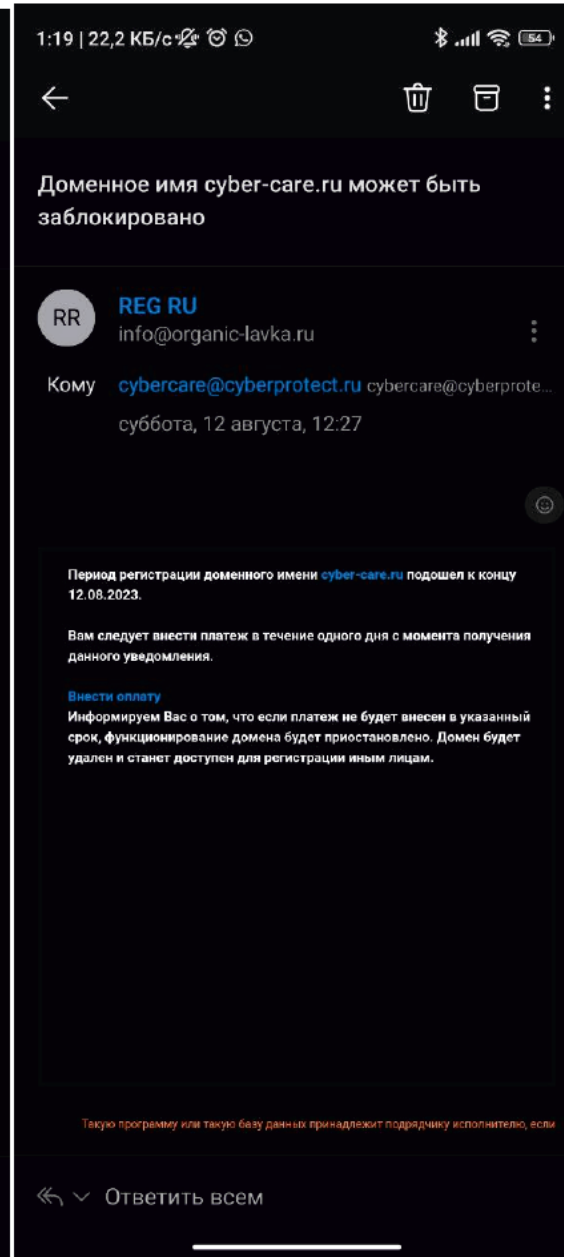 1:19 | 22,2 КБ/с
54
Доменное имя cyber-care.ru может быть
заблокировано
RR
REG RU
info@organic-lavka.ru
Кому cybercare@cyberprotect.ru cybercare@cyberprote...
суббота, 12 августа, 12:27
Период регистрации доменного имени cyber-care.ru подошел к концу
12.08.2023.
Вам следует внести платеж в течение одного дня с момента получения
данного уведомления.
Внести оплату
Информируем Вас о том, что если платеж не будет внесен в указанный
срок, функционирование домена будет приостановлено. Домен будет
удален и станет доступен для регистрации иным лицам.
Такую программу или такую базу данных принадлежит подрядчику исполнителю, если
Ответить всем